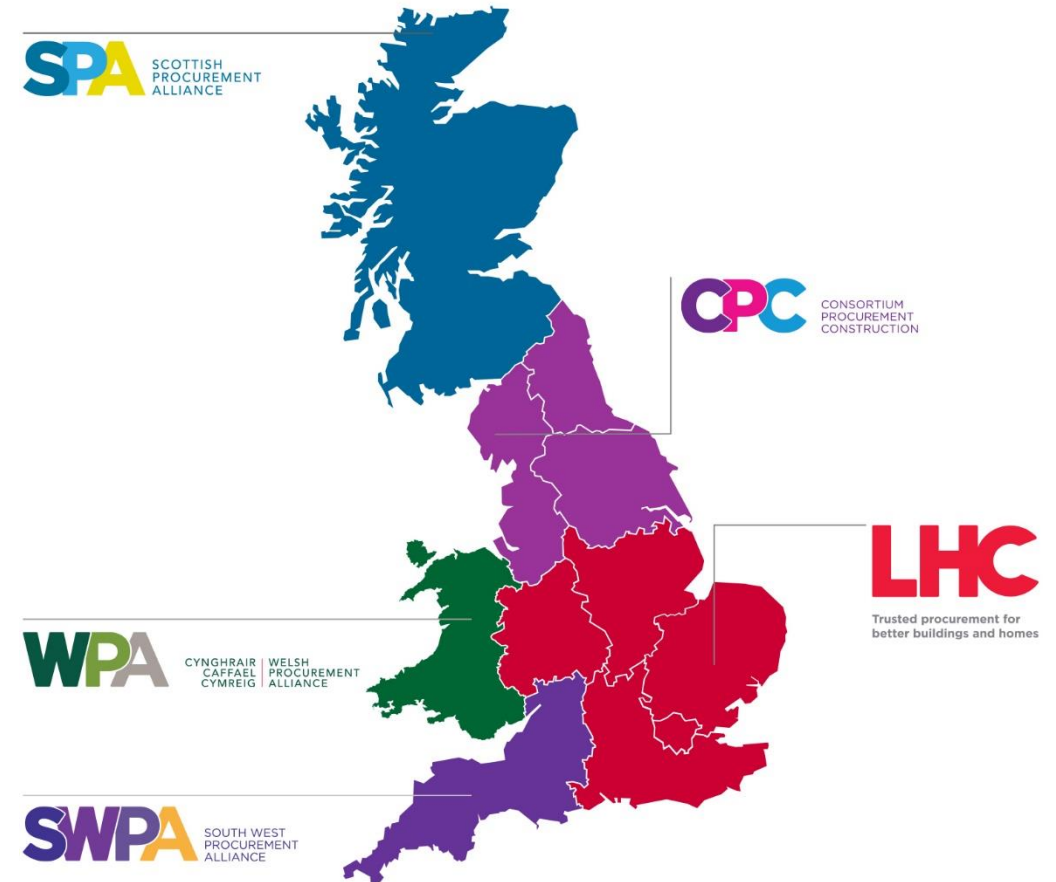 SPA
SCOTTISH
PROCUREMENT
ALLIANCE
CPC
CONSORTIUM
PROCUREMENT
CONSTRUCTION
LHC
Trusted procurement for
better buildings and homes
WPA
CYNGHRAIR
CAFFAEL
CYMREIG
WELSH
PROCUREMENT
ALLIANCE
SWPA
SOUTH WEST
PROCUREMENT
ALLIANCE